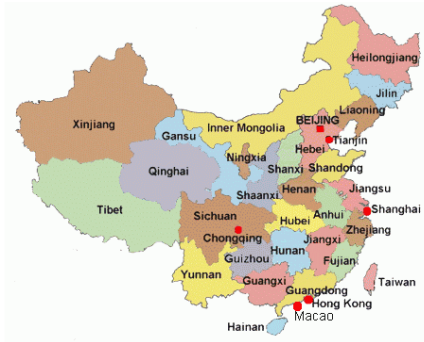 Heilongjiang
Jilin
Liaoning
Xinjiang
Inner Mongolia
BEIJING
Gansu
Tianjin
Hebei
Ningxia
Shanxi
Shandong
Qinghai
Shaanxi
Henan
Jiangsu
Tibet
Sichuan
Anhui
Shanghai
Hubei
Chongqing
Zhejiang
Hunan
Jiangxi
Guizhou
Fujian
Yunnan
Guangxi
Taiwan
Guangdong
Hong Kong
Macao
Hainan